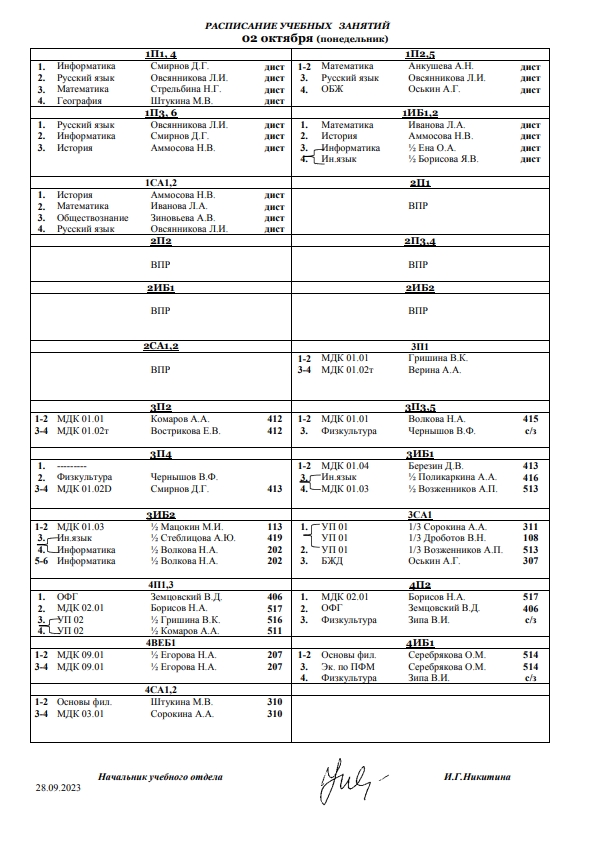 РАСПИСАНИЕ УЧЕБНЫХ ЗАНЯТИЙ
02 октября (понедельник)
1П1, 4
1. Информатика Смирнов Д.Г. дист
2. Русский язык Овсянникова Л.И. дист
3. Математика Стрельбина Н.Г. дист
4. География Штукина М.В. дист
1П2,5
1-2 Математика Анкушева А.Н. дист
3. Русский язык Овсянникова Л.И. дист
4. ОБЖ Оськин А.Г. дист
1П3, 6
1. Русский язык Овсянникова Л.И. дист
2. Информатика Смирнов Д.Г. дист
3. История Аммосова Н.В. дист
1ИБ1,2
1. Математика Иванова Л.А. дист
2. История Аммосова Н.В. дист
3. Информатика ½ Ена О.А. дист
4. Ин.язык ½ Борисова Я.В. дист
1СА1,2
1. История Аммосова Н.В. дист
2. Математика Иванова Л.А. дист
3. Обществознание Зиновьева А.В. дист
4. Русский язык Овсянникова Л.И. дист
2П1
ВПР
2П2
ВПР
2П3,4
ВПР
2ИБ1
ВПР
2ИБ2
ВПР
2СА1,2
ВПР
3П1
1-2 МДК 01.01 Гришина В.К.
3-4 МДК 01.02т Верина А.А.
3П2
1-2 МДК 01.01 Комаров А.А. 412
3-4 МДК 01.02т Вострикова Е.В. 412
3П3,5
1-2 МДК 01.01 Волкова Н.А. 415
3. Физкультура Чернышов В.Ф. с/з
3П4
1. ---------
2. Физкультура Чернышов В.Ф.
3-4 МДК 01.02D Смирнов Д.Г. 413
3ИБ1
1-2 МДК 01.04 Березин Д.В. 413
3. Ин.язык ½ Поликаркина А.А. 416
4. МДК 01.03 ½ Возженников А.П. 513
3ИБ2
1-2 МДК 01.03 ½ Мацокин М.И. 113
3. Ин.язык ½ Стеблицова А.Ю. 419
4. Информатика ½ Волкова Н.А. 202
5-6 Информатика ½ Волкова Н.А. 202
3СА1
1. УП 01 1/3 Сорокина А.А. 311
УП 01 1/3 Дроботов В.Н. 108
2. УП 01 1/3 Возженников А.П. 513
3. БЖД Оськин А.Г. 307
4П1,3
1. ОФГ Земцовский В.Д. 406
2. МДК 02.01 Борисов Н.А. 517
3. УП 02 ½ Гришина В.К. 516
4. УП 02 ½ Комаров А.А. 511
4П2
1. МДК 02.01 Борисов Н.А. 517
2. ОФГ Земцовский В.Д. 406
3. Физкультура Зипа В.И. с/з
4ВЕБ1
1-2 МДК 09.01 ½ Егорова Н.А. 207
3-4 МДК 09.01 ½ Егорова Н.А. 207
4ИБ1
1-2 Основы фил. Серебрякова О.М. 514
3. Эк. по ПФМ Серебрякова О.М. 514
4. Физкультура Зипа В.И. с/з
4СА1,2
1-2 Основы фил. Штукина М.В. 310
3-4 МДК 03.01 Сорокина А.А. 310
Начальник учебного отдела И.Г.Никитина
28.09.2023